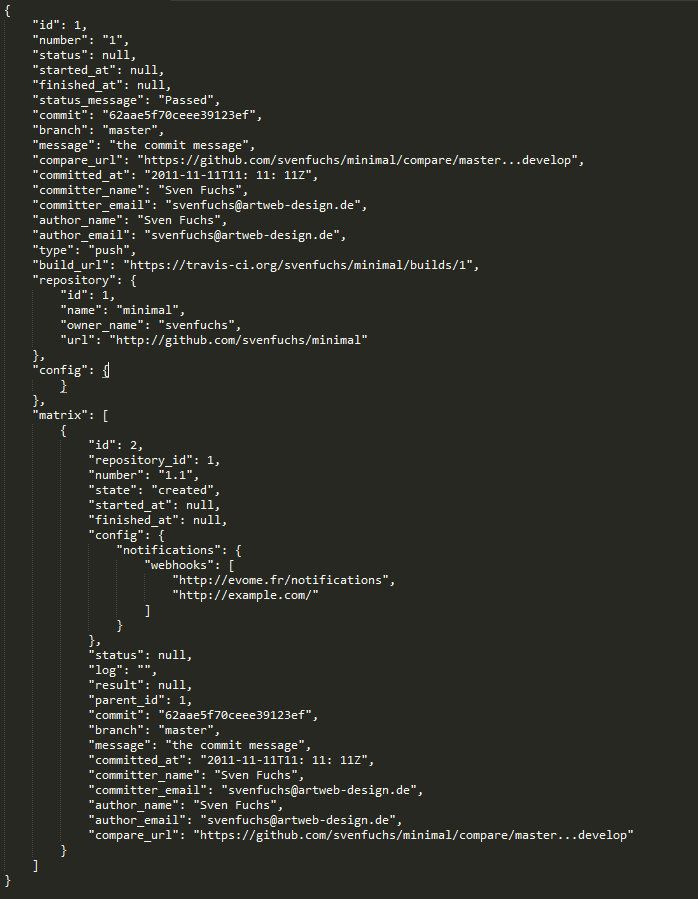 {
    "id": 1,
    "number": "1",
    "status": null,
    "started_at": null,
    "finished_at": null,
    "status_message": "Passed",
    "commit": "62aae5f70ceee39123ef",
    "branch": "master",
    "message": "the commit message",
    "compare_url": "https://github.com/svenfuchs/minimal/compare/master...develop",
    "committed_at": "2011-11-11T11: 11: 11Z",
    "committer_name": "Sven Fuchs",
    "committer_email": "svenfuchs@artweb-design.de",
    "author_name": "Sven Fuchs",
    "author_email": "svenfuchs@artweb-design.de",
    "type": "push",
    "build_url": "https://travis-ci.org/svenfuchs/minimal/builds/1",
    "repository": {
        "id": 1,
        "name": "minimal",
        "owner_name": "svenfuchs",
        "url": "http://github.com/svenfuchs/minimal"
    },
    "config": {
        }
    },
    "matrix": [
        {
            "id": 2,
            "repository_id": 1,
            "number": "1.1",
            "state": "created",
            "started_at": null,
            "finished_at": null,
            "config": {
                "notifications": {
                    "webhooks": [
                        "http://evome.fr/notifications",
                        "http://example.com/"
                    ]
                }
            },
            "status": null,
            "log": "",
            "result": null,
            "parent_id": 1,
            "commit": "62aae5f70ceee39123ef",
            "branch": "master",
            "message": "the commit message",
            "committed_at": "2011-11-11T11: 11: 11Z",
            "committer_name": "Sven Fuchs",
            "committer_email": "svenfuchs@artweb-design.de",
            "author_name": "Sven Fuchs",
            "author_email": "svenfuchs@artweb-design.de",
            "compare_url": "https://github.com/svenfuchs/minimal/compare/master...develop"
        }
    ]
}